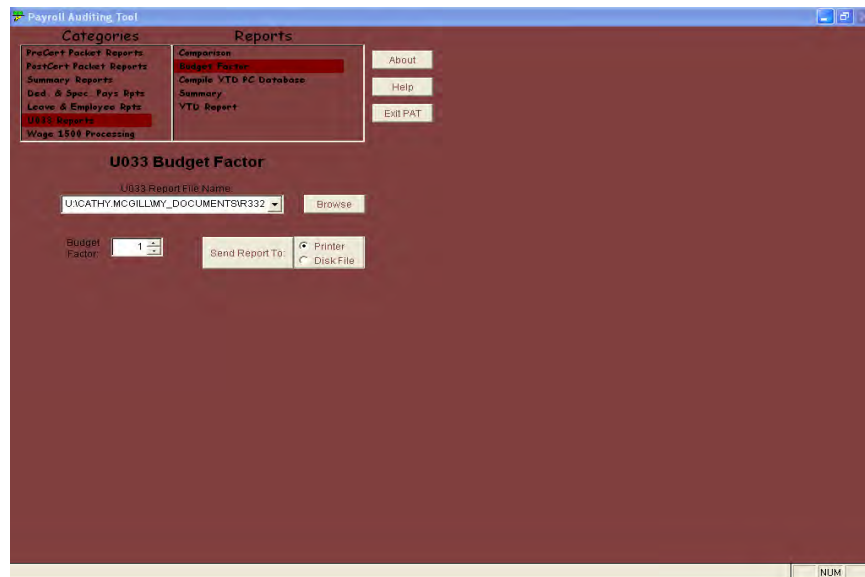 Payroll Auditing Tool
Categories
Reports
PreCert Packet Reports
PostCert Packet Reports
Summary Reports
Ded. & Spec. Pays Rpts
Leave & Employee Rpts
U033 Reports
Wage 1500 Processing
Comparison
Budget Factor
Compile YTD PC Database
Summary
YTD Report
About
Help
Exit PAT
U033 Budget Factor
U033 Report File Name
U:\CATHY.MCGILL\MY_DOCUMENTS\R332
Browse
Budget
Factor:
1
Send Report To:
Printer
Disk File
NUM